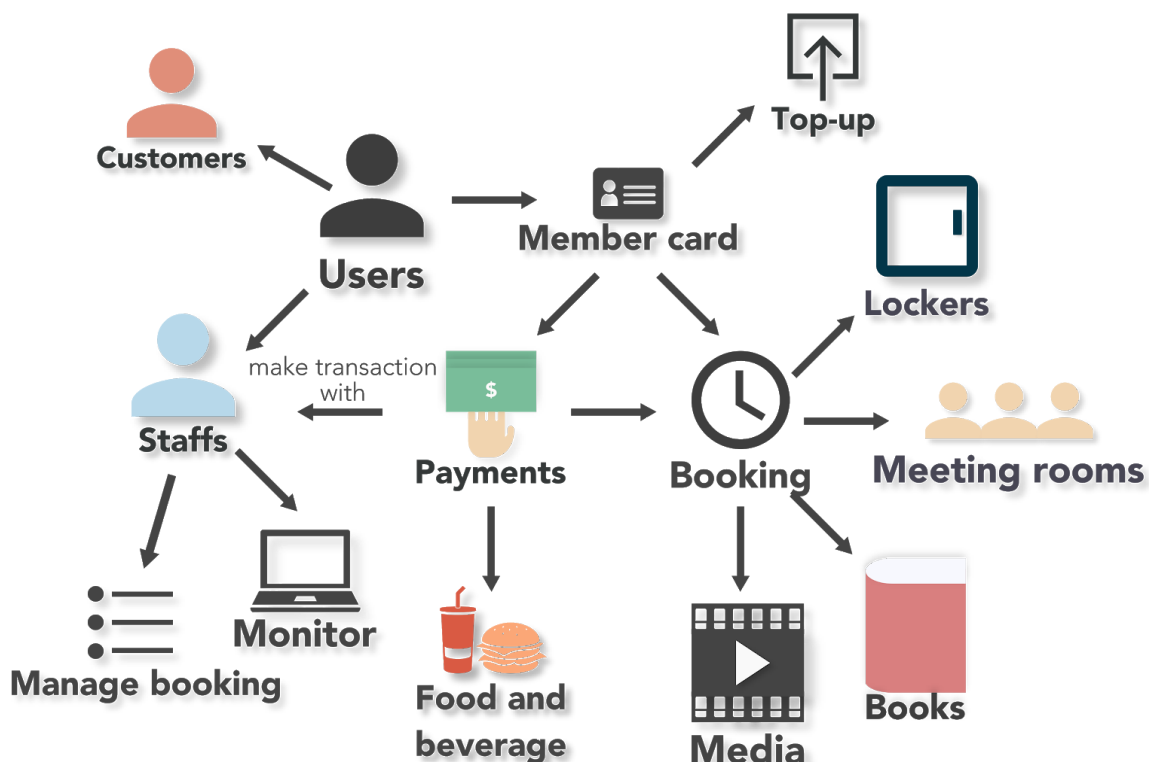 Top-up
Customers
Member card
Users
Lockers
make transaction
with
$
Staffs
Payments
Booking
Meeting rooms
Monitor
Manage booking
Food and
beverage
Books
Media